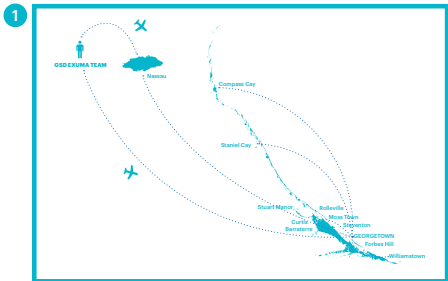 1
OSD EXUMA TEAM
Nassau
Compass Cay
Staniel Cay
Stuart Manor
Rolleville
Moss Town
Curtis
Steventon
Barraterre
GEORGETOWN
Forbes Hill
Williamstown